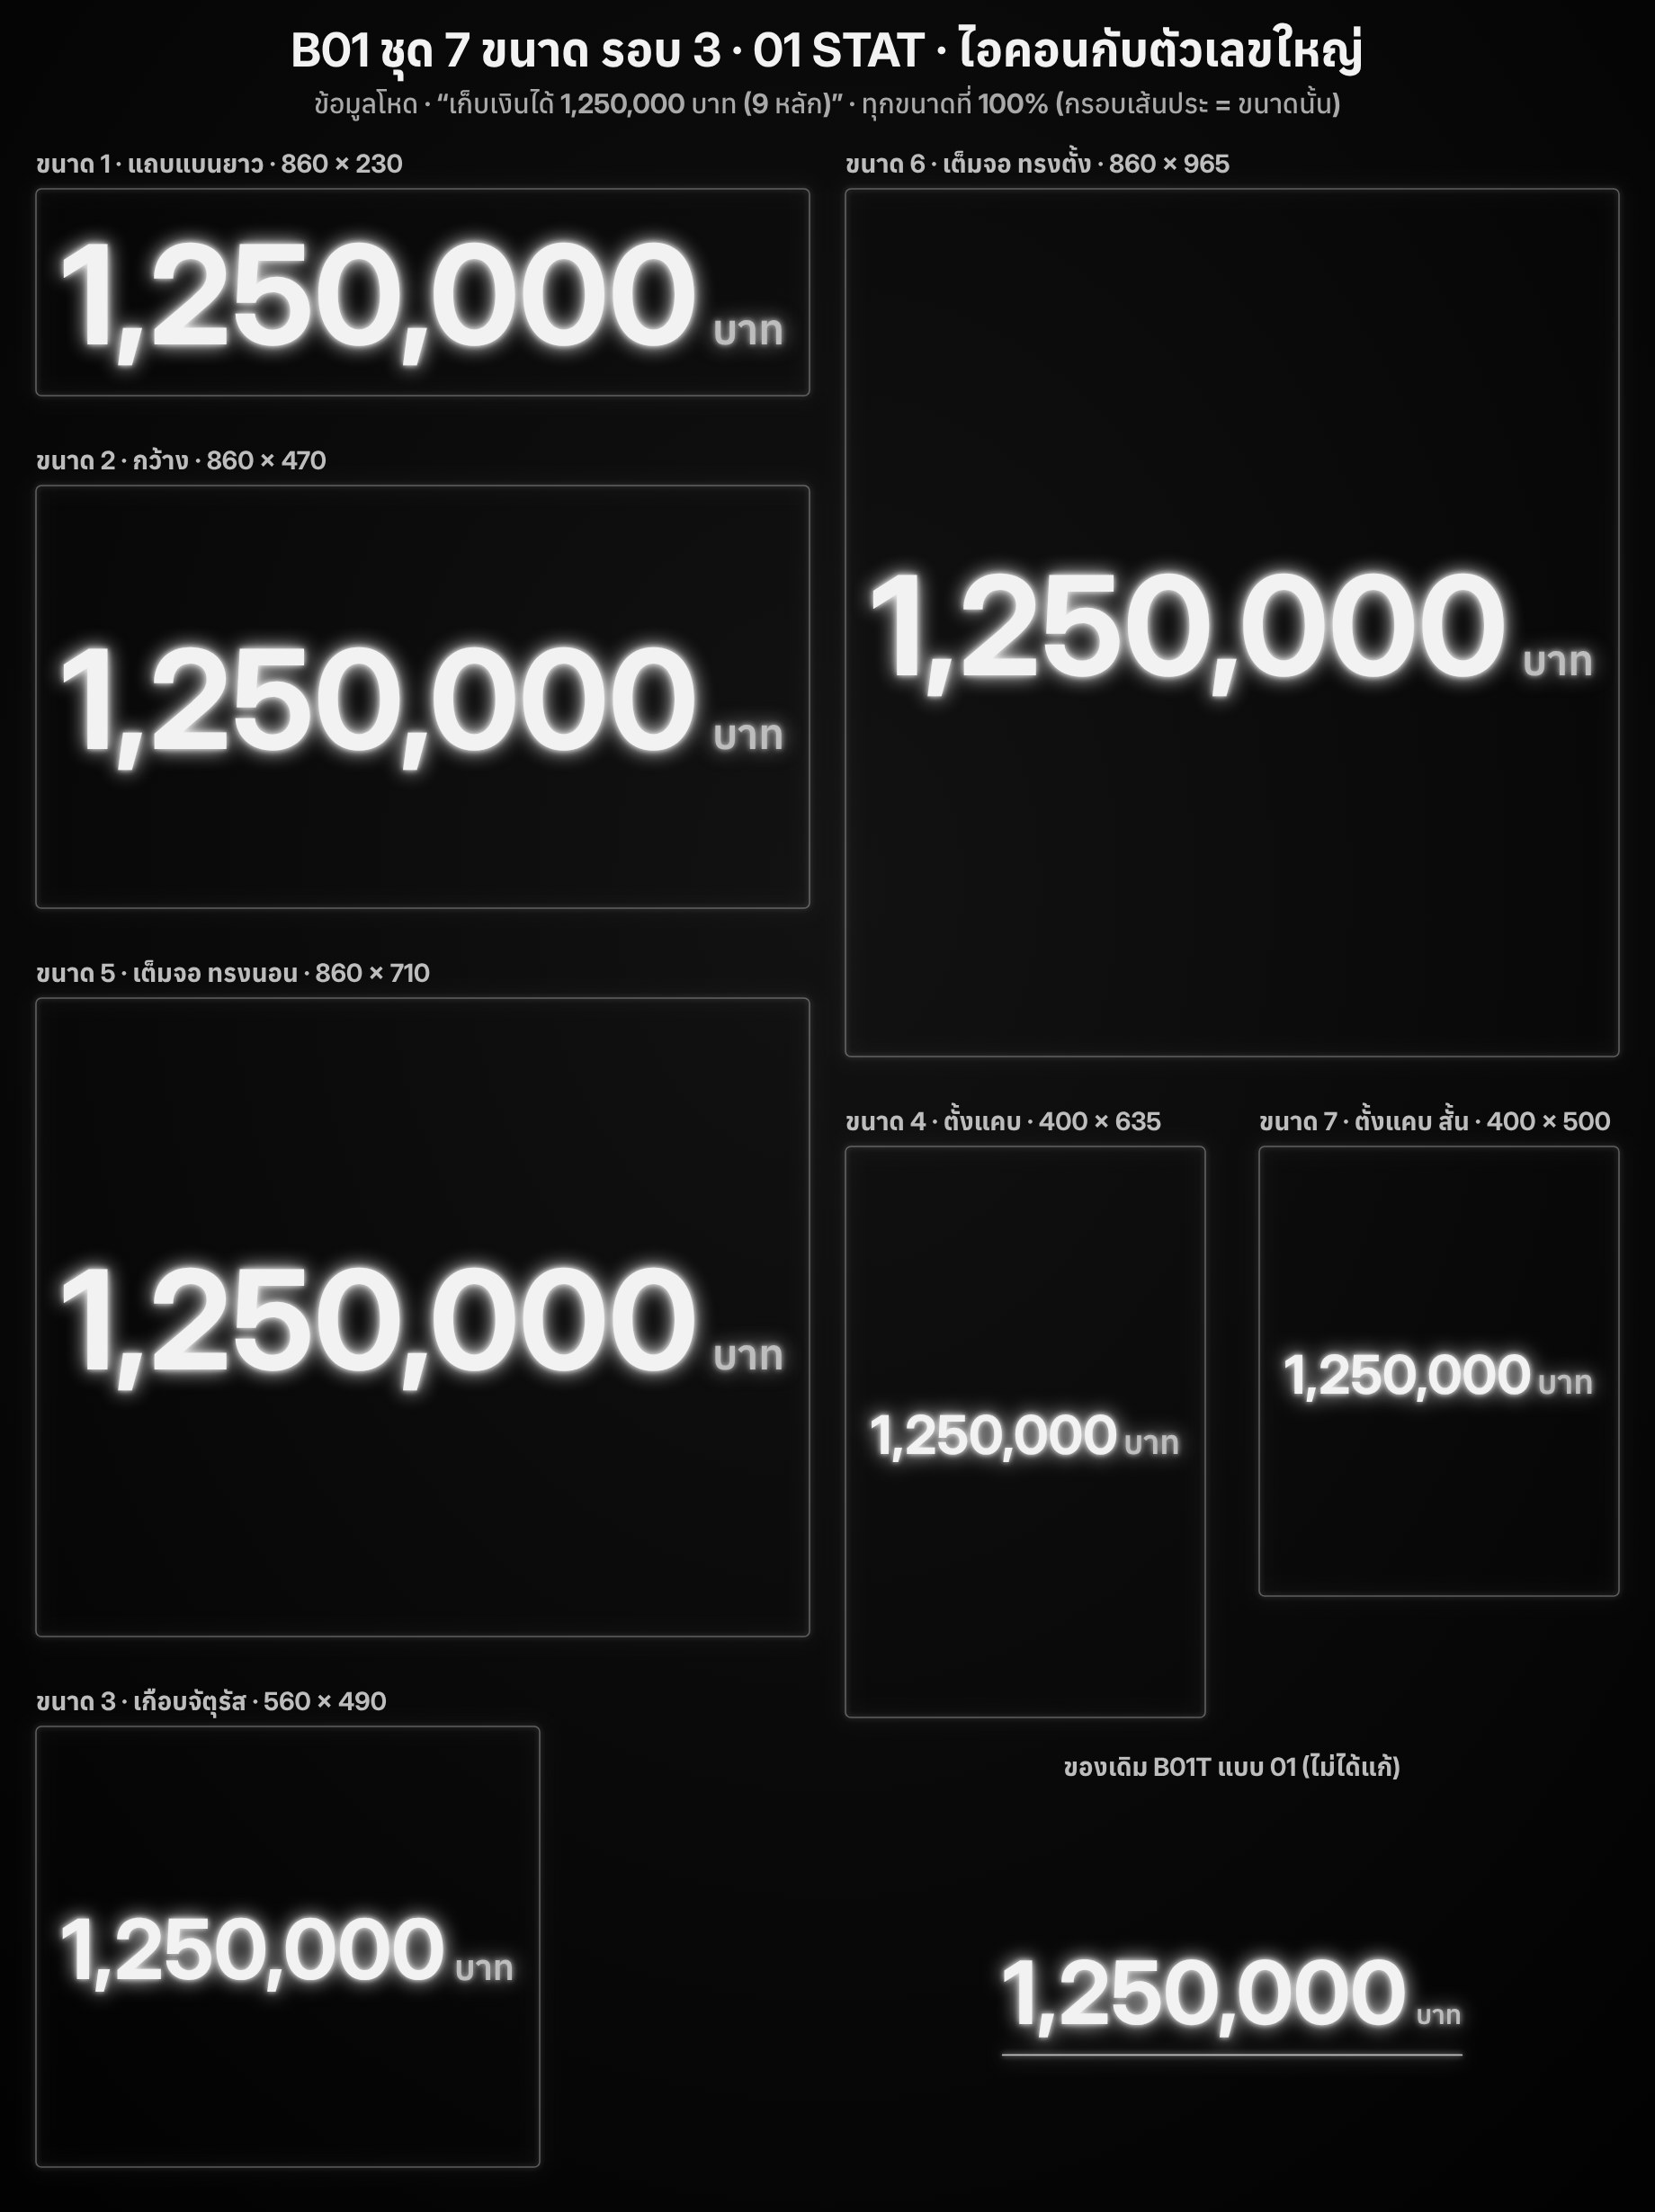 B01 ชุด 7 ขนาด รอบ 3 · 01 STAT · ไอคอนกับตัวเลขใหญ่
ข้อมูลโหด · “เก็บเงินได้ 1,250,000 บาท (9 หลัก)” · ทุกขนาดที่ 100% (กรอบเส้นประ = ขนาดนั้น)
ขนาด 1 · แถบแบนยาว · 860 × 230
1,250,000 บาท
ขนาด 2 · กว้าง · 860 × 470
1,250,000 บาท
ขนาด 5 · เต็มจอ ทรงนอน · 860 × 710
1,250,000 บาท
ขนาด 3 · เกือบจัตุรัส · 560 × 490
1,250,000 บาท
ขนาด 6 · เต็มจอ ทรงตั้ง · 860 × 965
1,250,000 บาท
ขนาด 4 · ตั้งแคบ · 400 × 635
1,250,000 บาท
ขนาด 7 · ตั้งแคบ สั้น · 400 × 500
1,250,000 บาท
ของเดิม B01T แบบ 01 (ไม่ได้แก้)
1,250,000 บาท